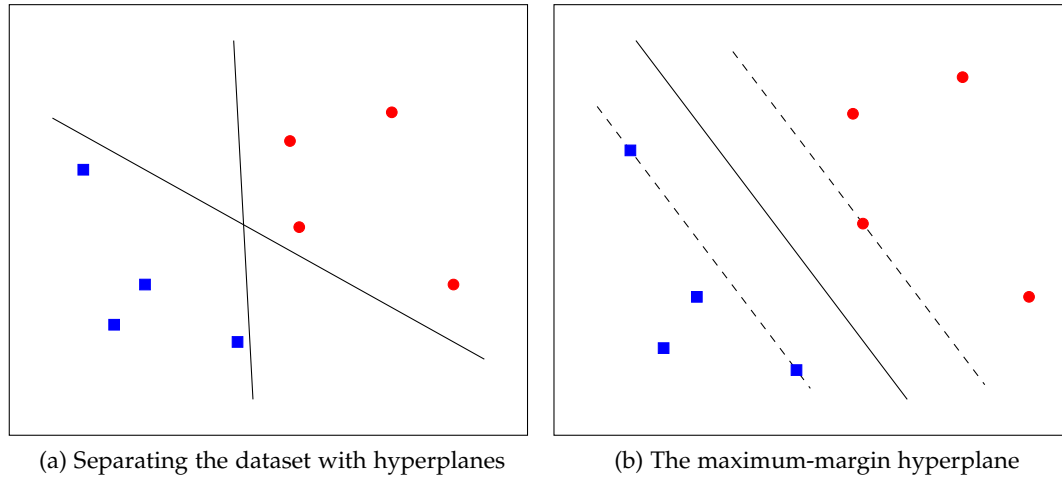 (a) Separating the dataset with hyperplanes
(b) The maximum-margin hyperplane